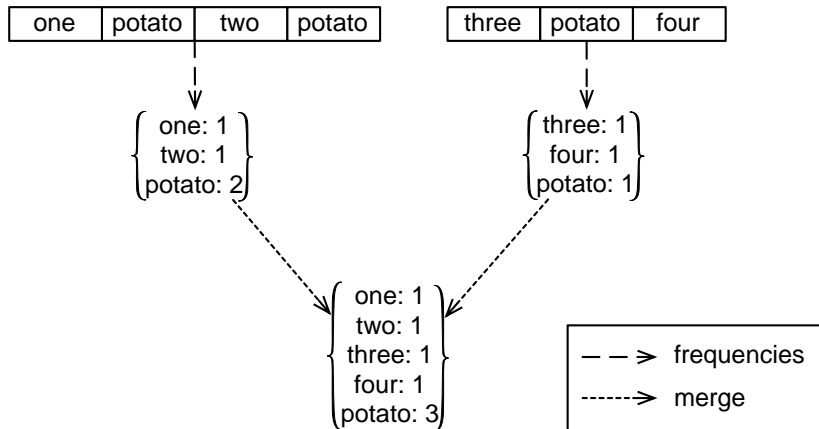 one potato two potato
three potato four
one: 1
two: 1
potato: 2
three: 1
four: 1
potato: 1
one: 1
two: 1
three: 1
four: 1
potato: 3
frequencies
merge